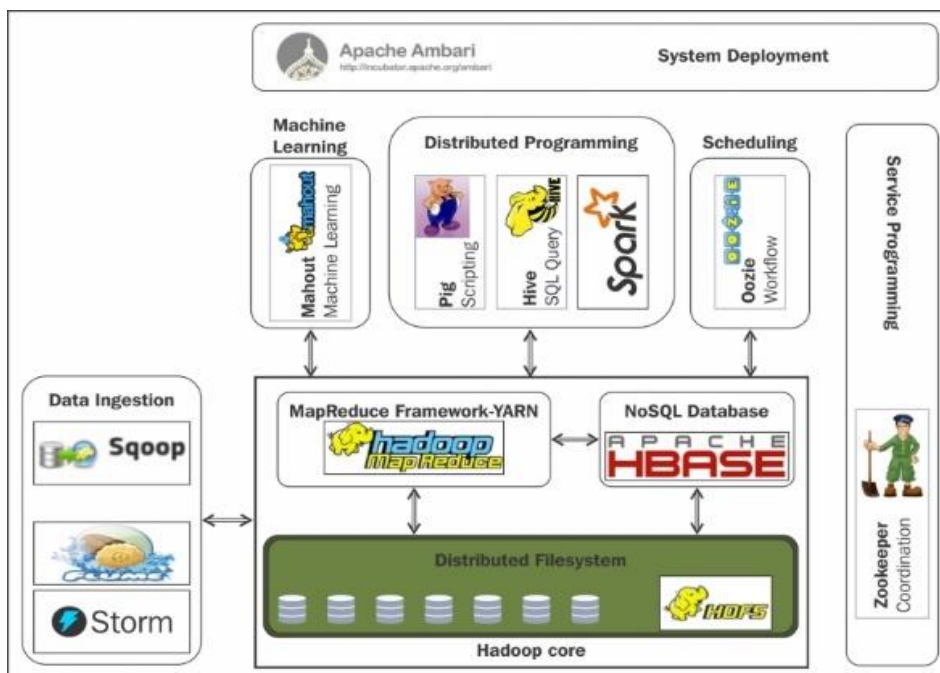 Apache Ambari
http://incubator.apache.org/ambari
System Deployment
Machine
Learning
mahout
Mahout
Machine Learning
Distributed Programming
Pig
Scripting
HIVE
Hive
SQL Query
Spark
Scheduling
OOZIE
Oozie
Workflow
Service Programming
Zookeeper
Coordination
Data Ingestion
Sqoop
Storm
MapReduce Framework-YARN
hadoop
MapReduce
NoSQL Database
APACHE
HBASE
Distributed Filesystem
HDFS
Hadoop core